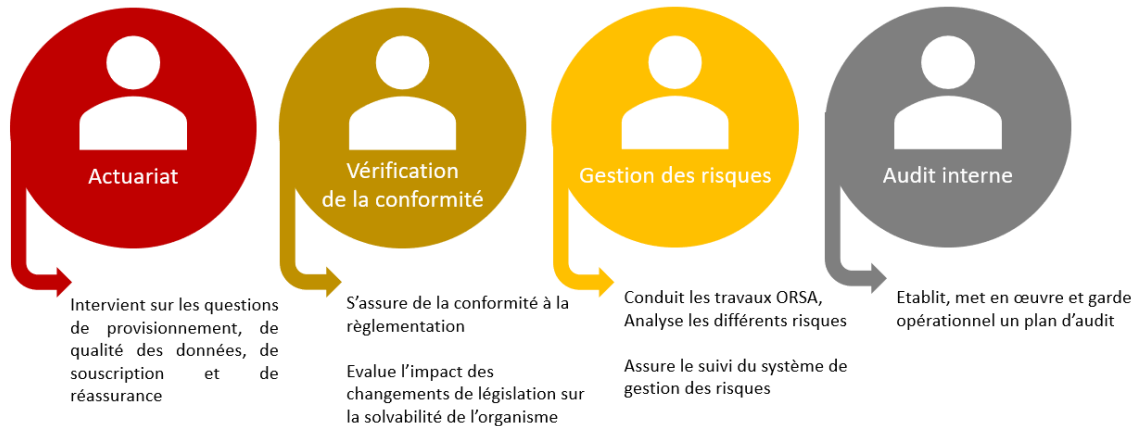 Actuariat
Intervient sur les questions
de provisionnement, de
qualité des données, de
souscription et de
réassurance
Vérification
de la conformité
S'assure de la conformité à la
règlementation
Evalue l'impact des
changements de législation sur
la solvabilité de l'organisme
Gestion des risques
Conduit les travaux ORSA,
Analyse les différents risques
Assure le suivi du système de
gestion des risques
Audit interne
Etablit, met en œuvre et garde
opérationnel un plan d'audit